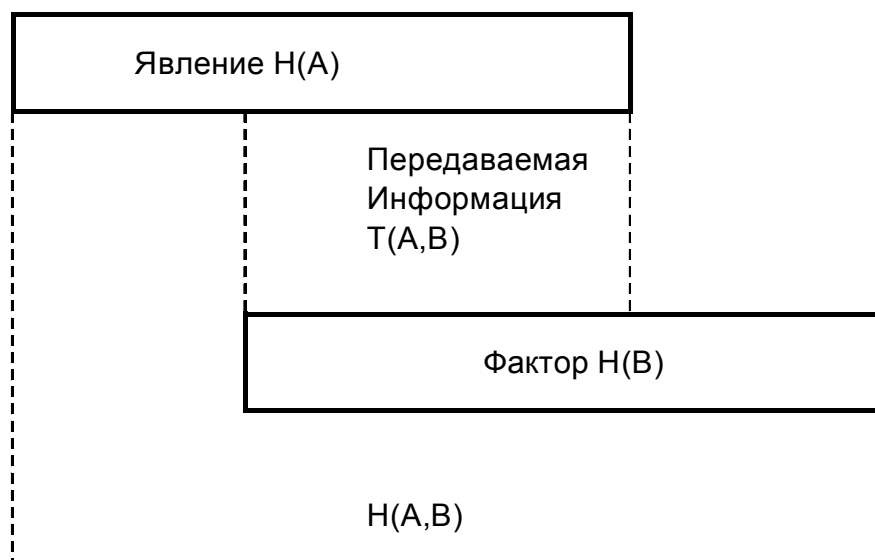 Явление H(A)
Передаваемая
Информация
T(A,B)
Фактор H(B)
H(A,B)